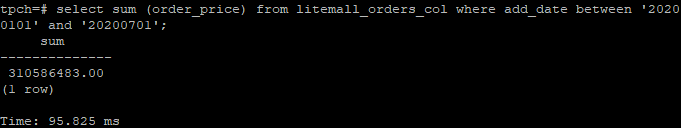 tpch=# select sum (order_price) from litemall_orders_col where add_date between '2020
0101' and '20200701';
sum
--------------
310586483.00
(1 row)
Time: 95.825 ms